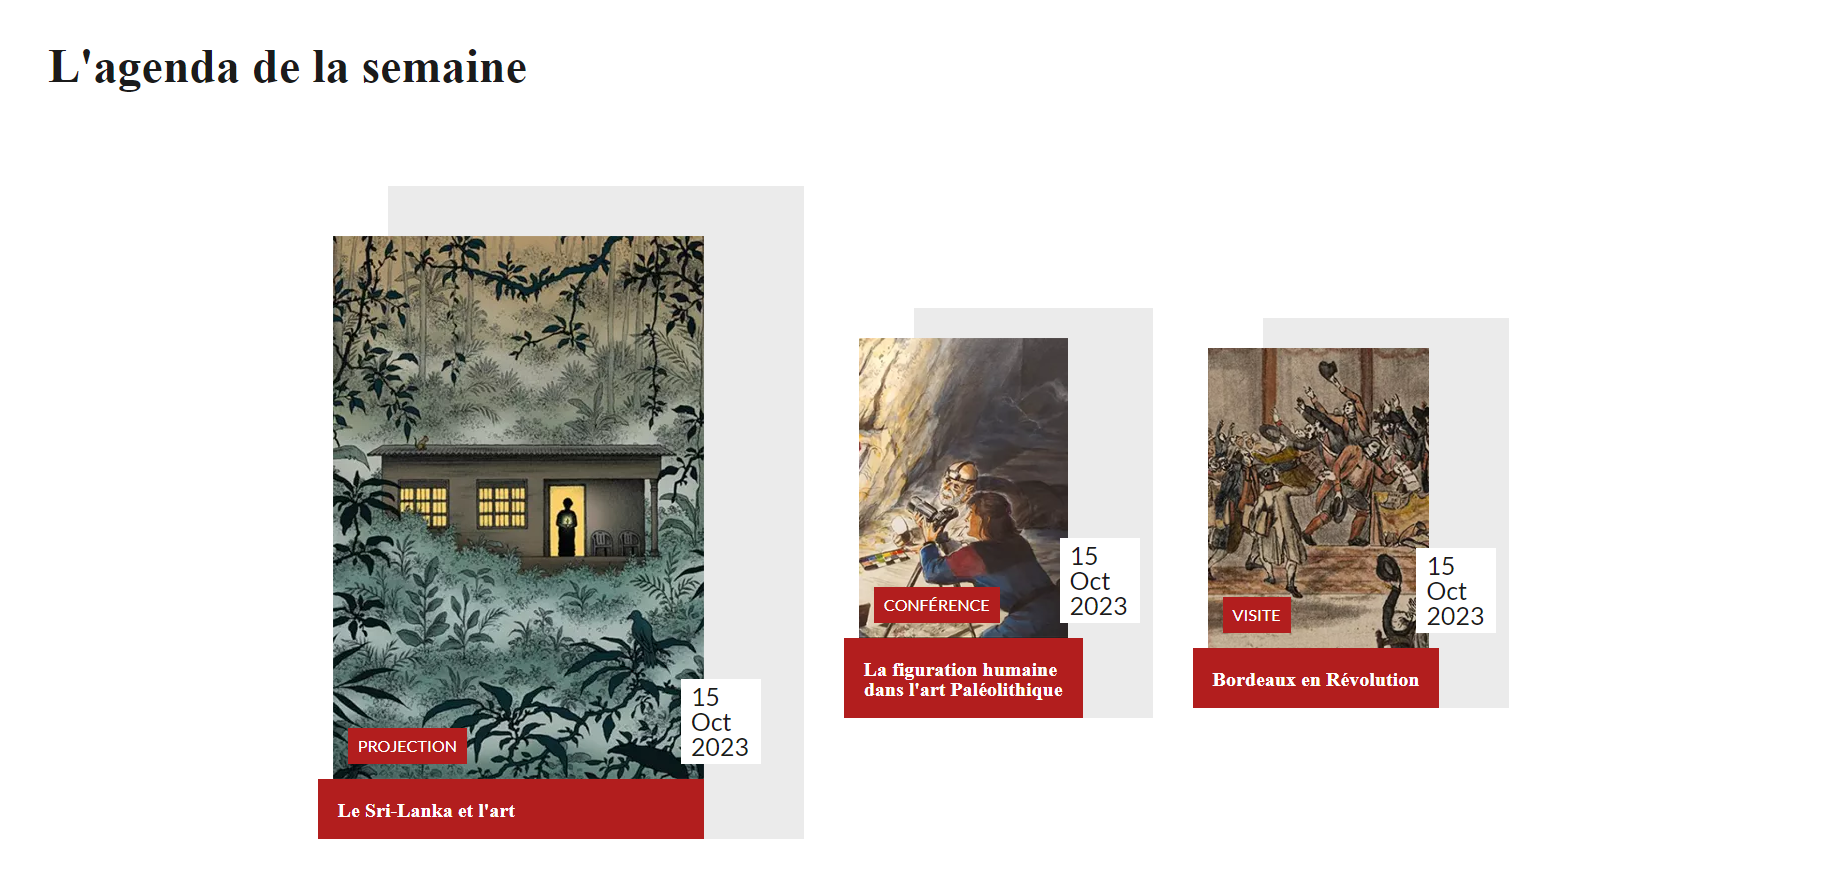 L'agenda de la semaine
PROJECTION
15
Oct
2023
Le Sri-Lanka et l'art
CONFÉRENCE
15
Oct
2023
La figuration humaine
dans l'art Paléolithique
VISITE
15
Oct
2023
Bordeaux en Révolution